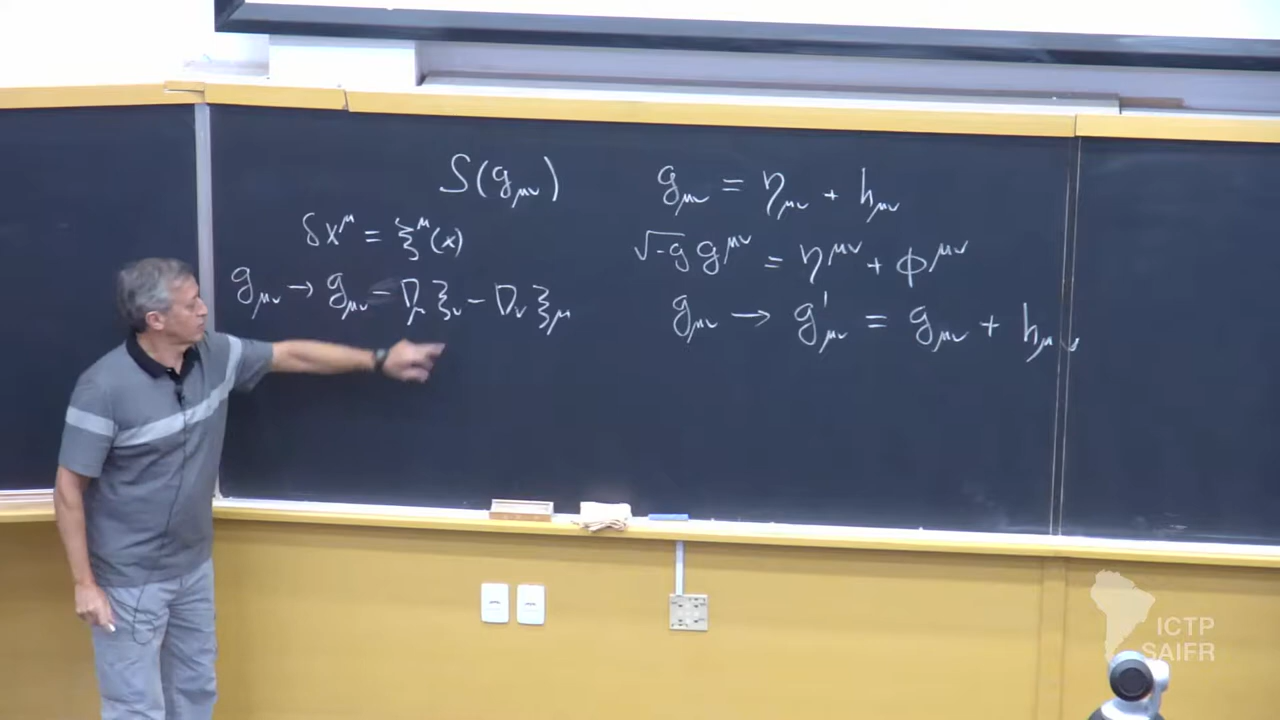 S(g_μν)
δx^μ = ξ^μ(x)
g_μν → g_μν − D_μ ξ_ν − D_ν ξ_μ
g_μν = η_μν + h_μν
√-g g^μν = η^μν + φ^μν
g_μν → g'_μν = g_μν + h_μν
ICTP
SAIFR